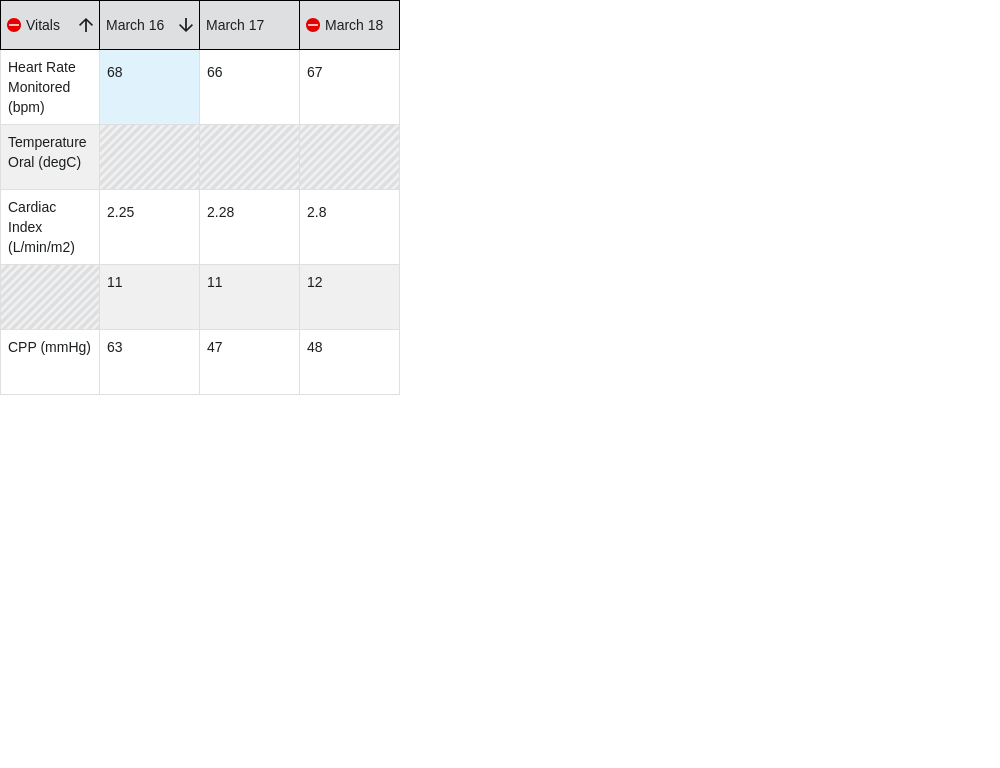 Vitals March 16 March 17 March 18
Heart Rate
Monitored
(bpm)
68 66 67
Temperature
Oral (degC)
Cardiac
Index
(L/min/m2)
2.25 2.28 2.8
11 11 12
CPP (mmHg) 63 47 48